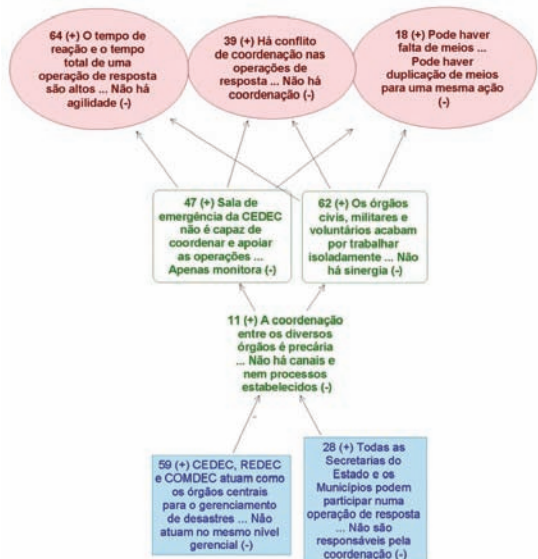 64 (+) O tempo de
reação e o tempo
total de uma
operação de resposta
são altos ... Não há
agilidade (-)
39 (+) Há conflito
de coordenação nas
operações de
resposta ... Não há
coordenação (-)
18 (+) Pode haver
falta de meios ...
Pode haver
duplicação de meios
para uma mesma ação
(-)
47 (+) Sala de
emergência da CEDEC
não é capaz de
coordenar e apoiar
as operações ...
Apenas monitora (-)
62 (+) Os órgãos
civis, militares e
voluntários acabam
por trabalhar
isoladamente ... Não
há sinergia (-)
11 (+) A coordenação
entre os diversos
órgãos é precária
... Não há canais e
nem processos
estabelecidos (-)
59 (+) CEDEC, REDEC
e COMDEC atuam como
os órgãos centrais
para o gerenciamento
de desastres ... Não
atuam no mesmo nível
gerencial (-)
28 (+) Todas as
Secretarias do
Estado e os
Municípios podem
participar numa
operação de resposta
... Não são
responsáveis pela
coordenação (-)